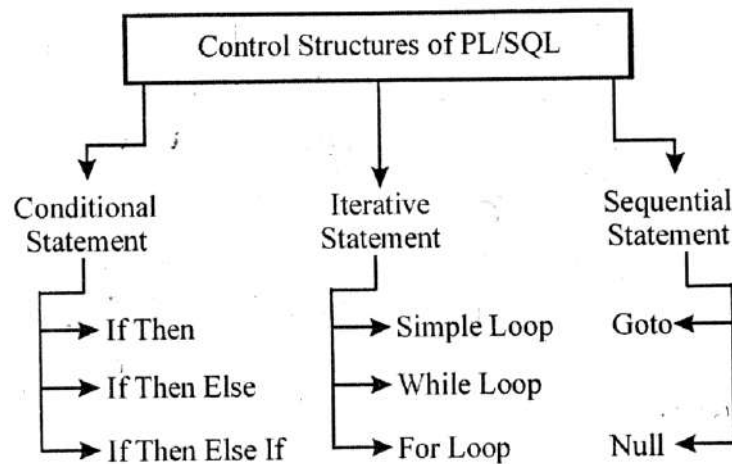 Control Structures of PL/SQL
Conditional
Statement
If Then
If Then Else
If Then Else If
Iterative
Statement
Simple Loop
While Loop
For Loop
Sequential
Statement
Goto
Null